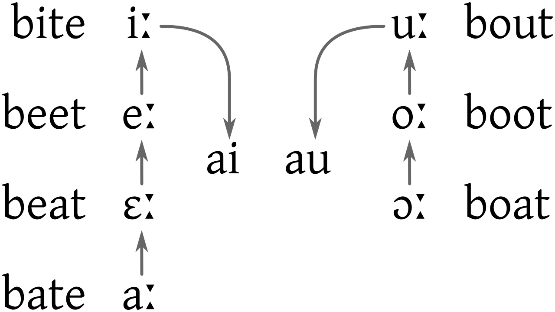 bite iː uː bout
beet eː oː boot
ai au
beat ɛː ɔː boat
bate aː